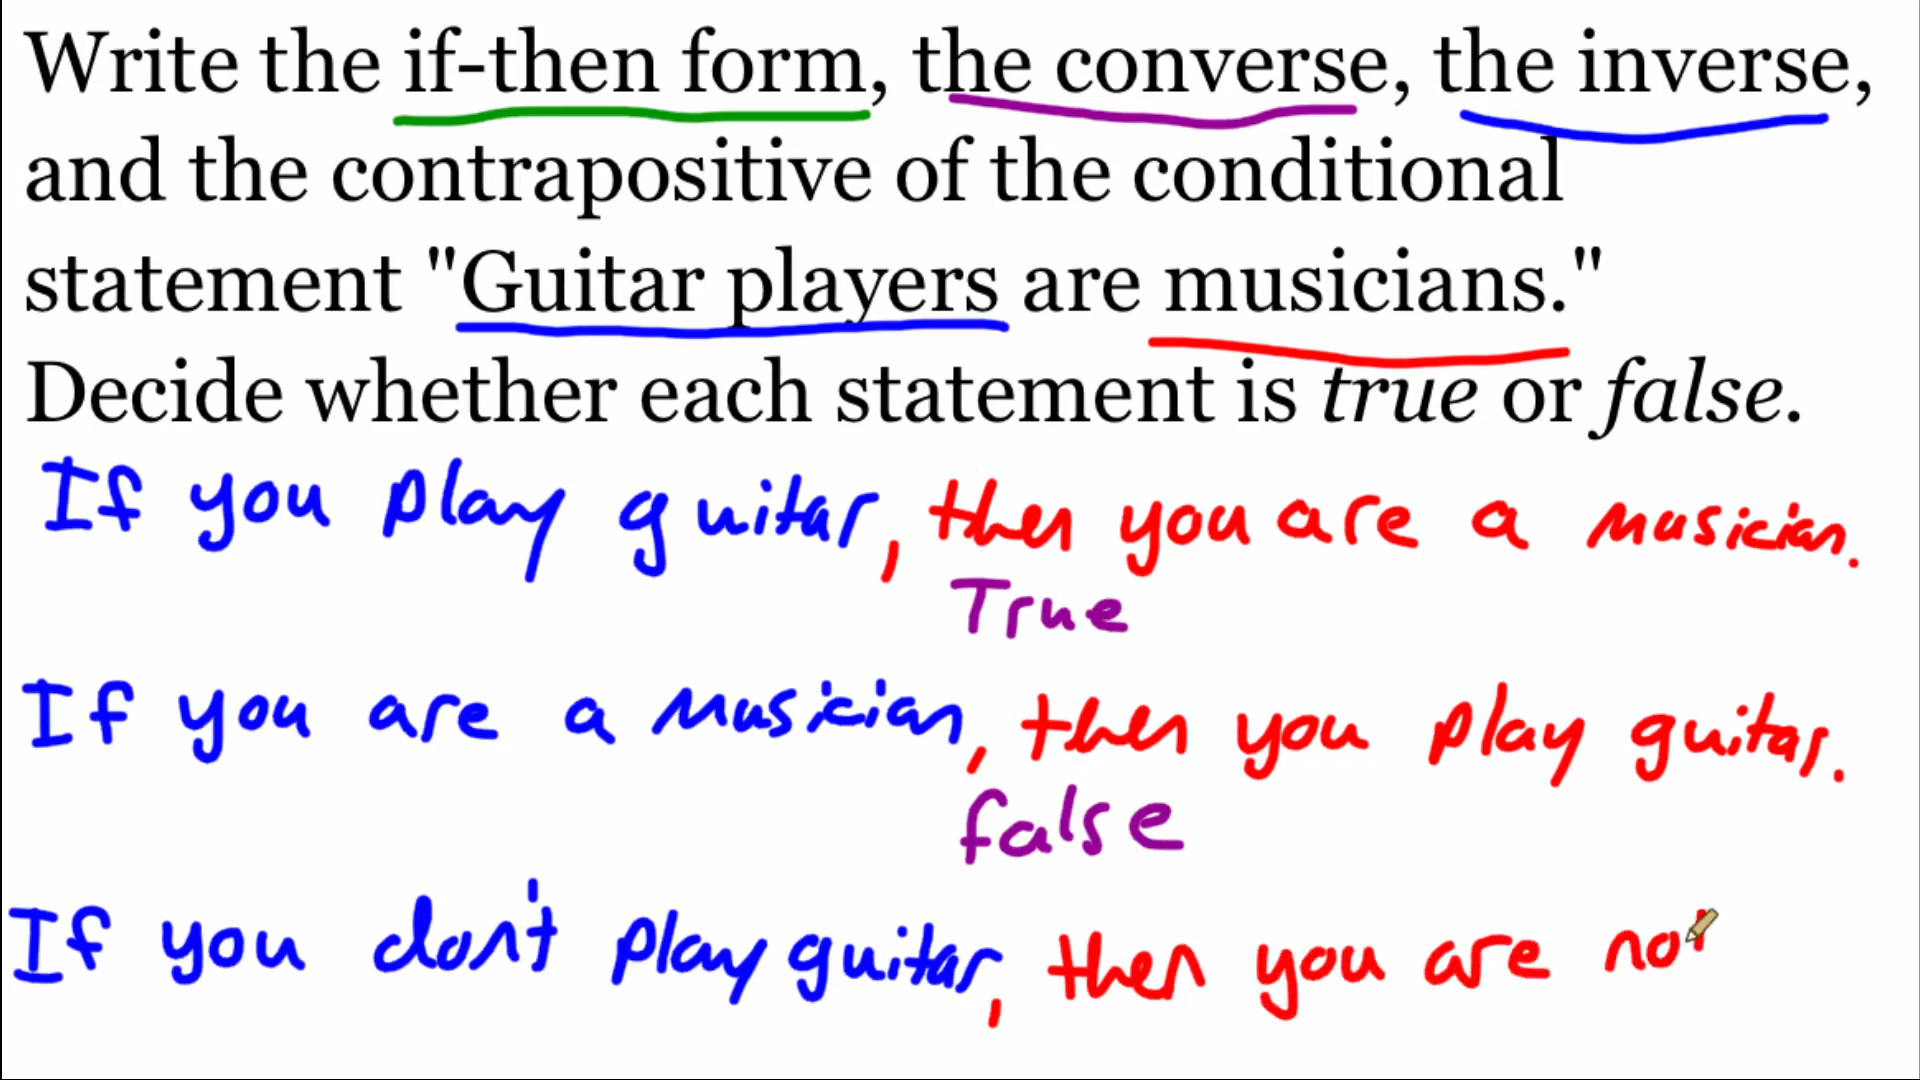 Write the if-then form, the converse, the inverse,
and the contrapositive of the conditional
statement "Guitar players are musicians."
Decide whether each statement is true or false.
If you play guitar, then you are a musician.
True
If you are a musician, then you play guitar.
false
If you don't play guitar, then you are not